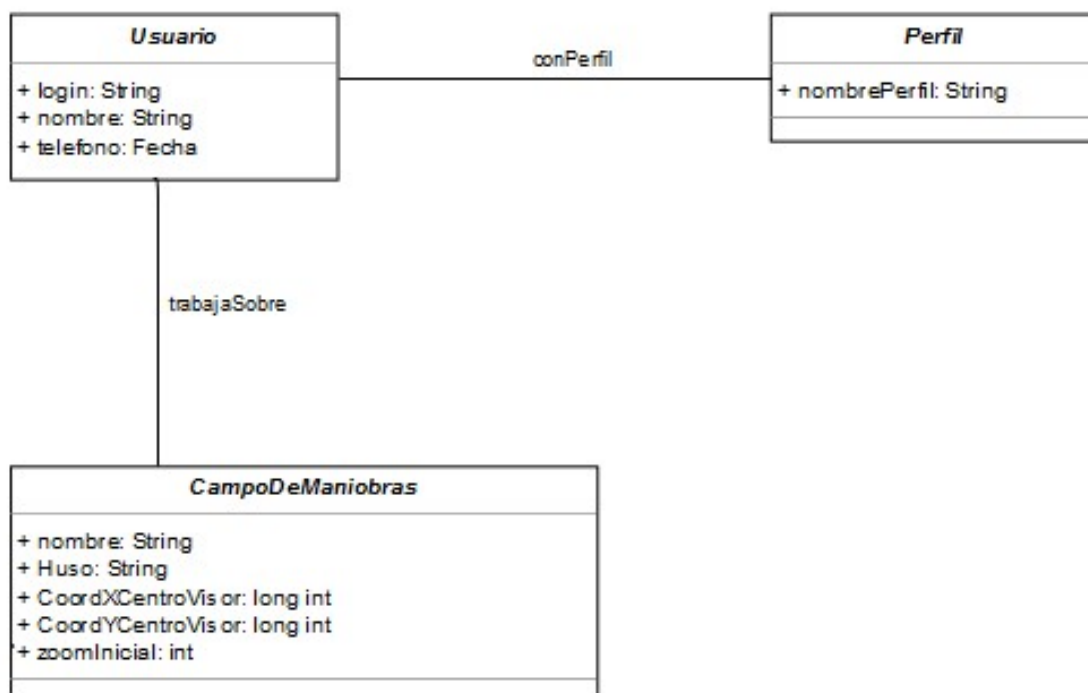 Usuario
+ login: String
+ nombre: String
+ telefono: Fecha
conPerfil
Perfil
+ nombrePerfil: String
trabajaSobre
CampoDeManiobras
+ nombre: String
+ Huso: String
+ CoordXCentroVisor: long int
+ CoordYCentroVisor: long int
+ zoomInicial: int